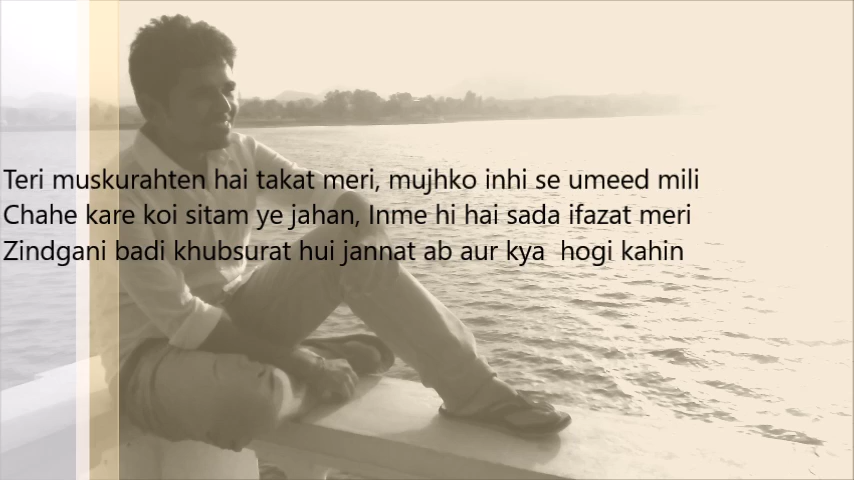 Teri muskurahten hai takat meri, mujhko inhi se umeed mili
Chahe kare koi sitam ye jahan, Inme hi hai sada ifazat meri
Zindgani badi khubsurat hui jannat ab aur kya  hogi kahin